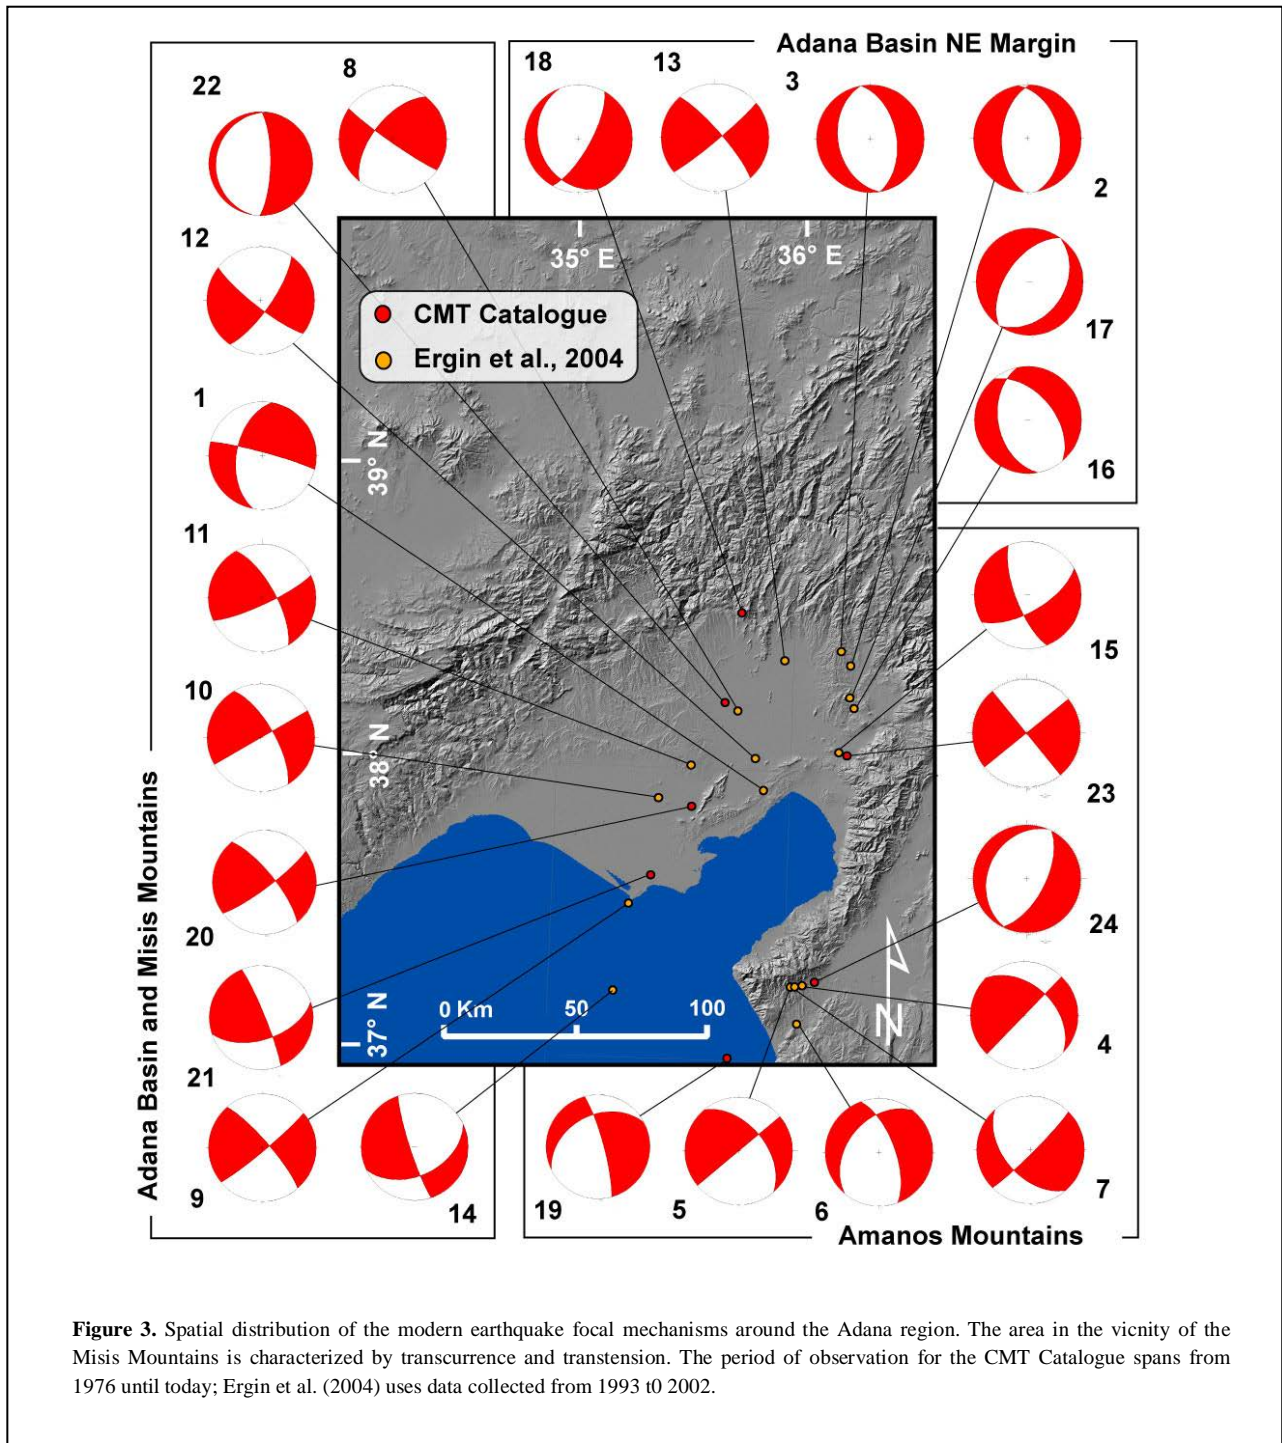 Adana Basin NE Margin
22
8
18
13
3
2
12
17
1
16
11
15
10
23
20
24
21
4
9
14
19
5
6
7
Adana Basin and Misis Mountains
Amanos Mountains
35° E
36° E
CMT Catalogue
Ergin et al., 2004
39° N
38° N
37° N
0 Km
50
100
N
Figure 3. Spatial distribution of the modern earthquake focal mechanisms around the Adana region. The area in the vicnity of the
Misis Mountains is characterized by transcurrence and transtension. The period of observation for the CMT Catalogue spans from
1976 until today; Ergin et al. (2004) uses data collected from 1993 t0 2002.